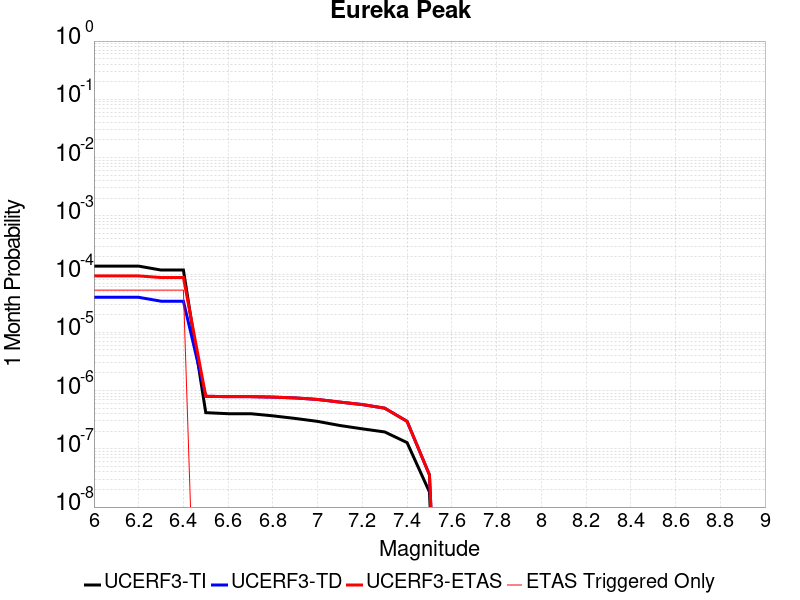 Eureka Peak
10^0
10^-1
10^-2
10^-3
10^-4
10^-5
10^-6
10^-7
10^-8
1 Month Probability
6 6.2 6.4 6.6 6.8 7 7.2 7.4 7.6 7.8 8 8.2 8.4 8.6 8.8 9
Magnitude
UCERF3-TI UCERF3-TD UCERF3-ETAS ETAS Triggered Only